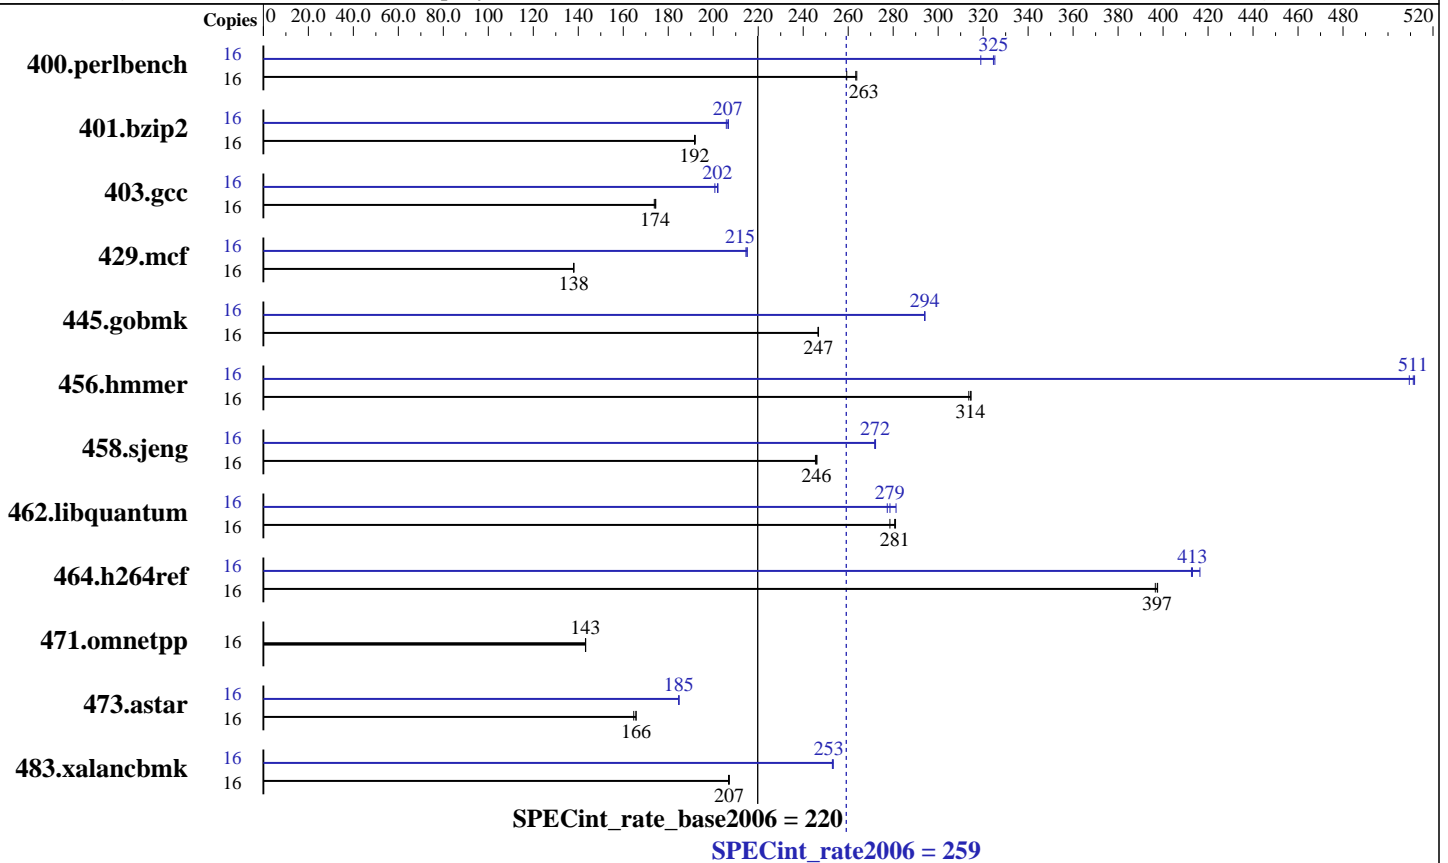 Copies 0 20.0 40.0 60.0 80.0 100 120 140 160 180 200 220 240 260 280 300 320 340 360 380 400 420 440 460 480 520
400.perlbench 16 325
16 263
401.bzip2 16 207
16 192
403.gcc 16 202
16 174
429.mcf 16 215
16 138
445.gobmk 16 294
16 247
456.hmmer 16 511
16 314
458.sjeng 16 272
16 246
462.libquantum 16 279
16 281
464.h264ref 16 413
16 397
471.omnetpp 16 143
473.astar 16 185
16 166
483.xalancbmk 16 253
16 207
SPECint_rate_base2006 = 220
SPECint_rate2006 = 259